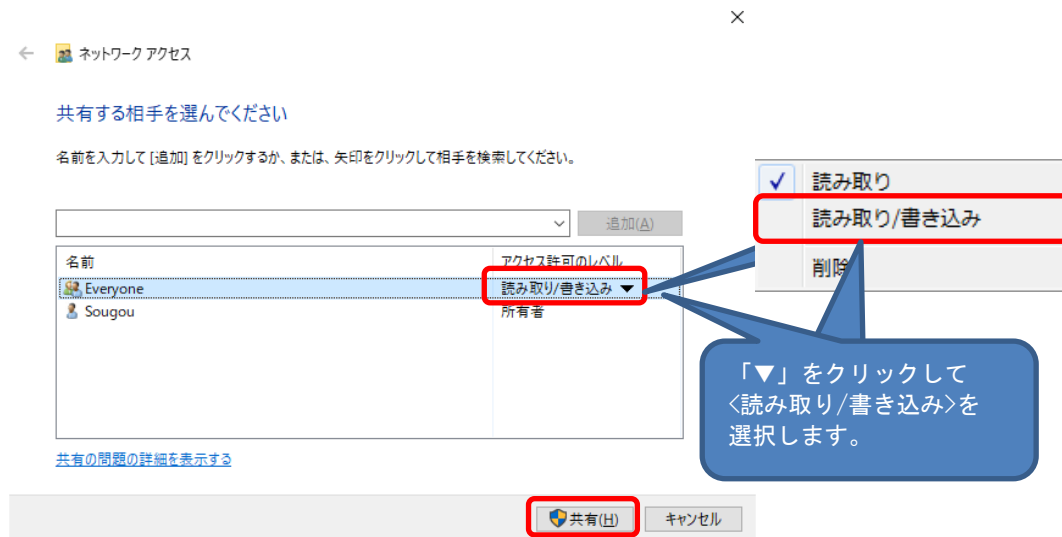 ネットワーク アクセス
共有する相手を選んでください
名前を入力して [追加] をクリックするか、または、矢印をクリックして相手を検索してください。
追加(A)
名前
アクセス許可のレベル
Everyone
読み取り/書き込み ▼
Sougou
所有者
共有の問題の詳細を表示する
共有(H)
キャンセル
読み取り
読み取り/書き込み
削除
「▼」をクリックして
<読み取り/書き込み>を
選択します。